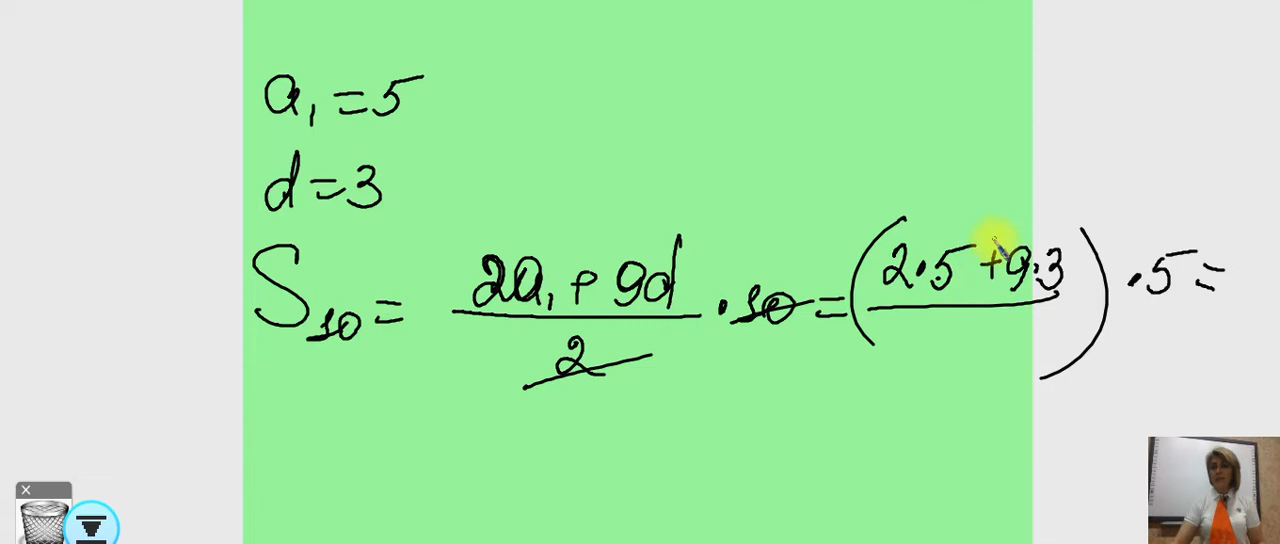 a₁ = 5
d = 3
S₁₀ = (2a₁ + 9d)/2 · 10 = (2·5 + 9·3) · 5 =